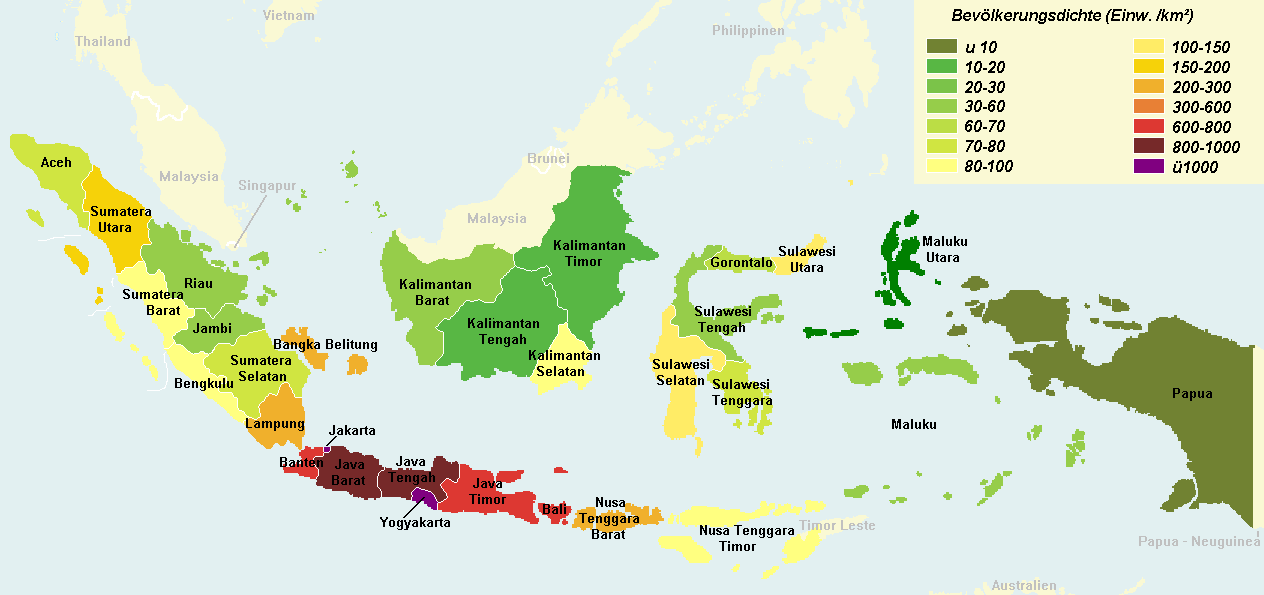 Bevölkerungsdichte (Einw. /km²)
u 10
10-20
20-30
30-60
60-70
70-80
80-100
100-150
150-200
200-300
300-600
600-800
800-1000
ü1000
Vietnam
Thailand
Philippinen
Brunei
Malaysia
Singapur
Malaysia
Aceh
Sumatera
Utara
Riau
Sumatera
Barat
Jambi
Bangka Belitung
Sumatera
Selatan
Bengkulu
Lampung
Kalimantan
Timor
Kalimantan
Barat
Kalimantan
Tengah
Kalimantan
Selatan
Gorontalo
Sulawesi
Utara
Sulawesi
Tengah
Sulawesi
Selatan
Sulawesi
Tenggara
Maluku
Utara
Maluku
Papua
Jakarta
Banten
Java
Barat
Java
Tengah
Yogyakarta
Java
Timor
Bali
Nusa
Tenggara
Barat
Nusa Tenggara
Timor
Timor Leste
Papua - Neuguinea
Australien